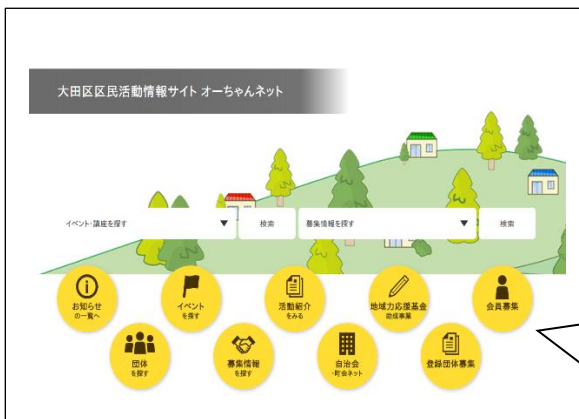 大田区区民活動情報サイト オーちゃんネット
イベント・講座を探す
検索
募集情報を探す
検索
お知らせ
の一覧へ
イベント
を探す
活動紹介
をみる
地域力応援基金
助成事業
会員募集
団体
を探す
募集情報
を探す
自治会
・町会ネット
登録団体募集